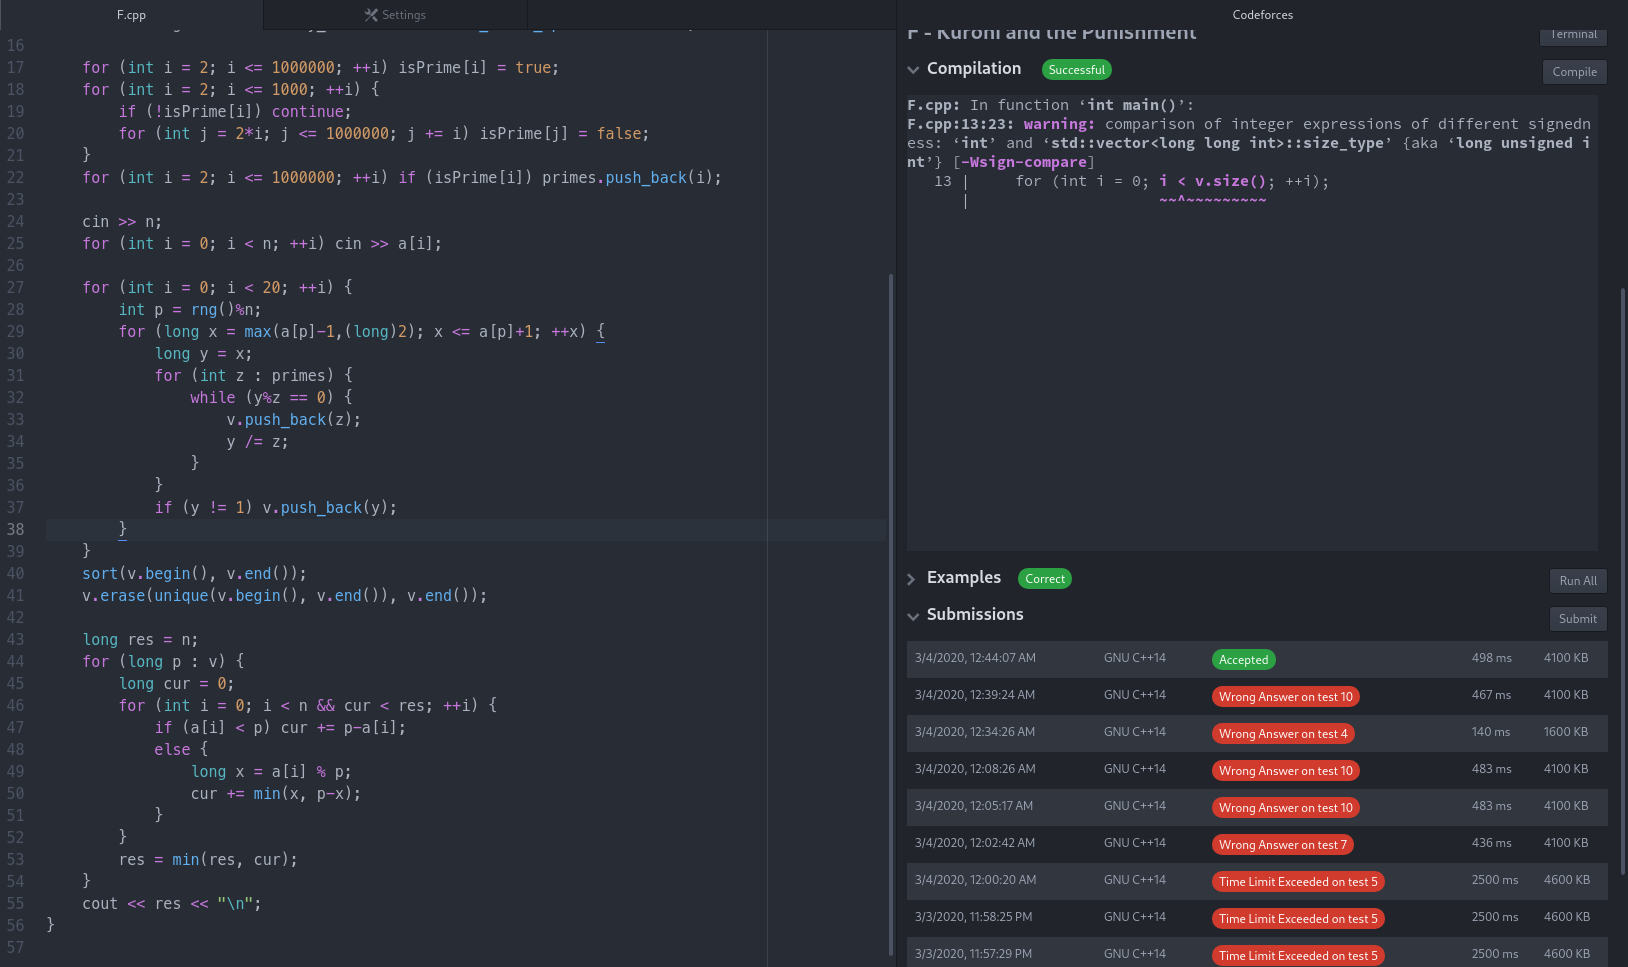 F.cpp
Settings
16
17 for (int i = 2; i <= 1000000; ++i) isPrime[i] = true;
18 for (int i = 2; i <= 1000; ++i) {
19 if (!isPrime[i]) continue;
20 for (int j = 2*i; j <= 1000000; j += i) isPrime[j] = false;
21 }
22 for (int i = 2; i <= 1000000; ++i) if (isPrime[i]) primes.push_back(i);
23
24 cin >> n;
25 for (int i = 0; i < n; ++i) cin >> a[i];
26
27 for (int i = 0; i < 20; ++i) {
28 int p = rng()%n;
29 for (long x = max(a[p]-1,(long)2); x <= a[p]+1; ++x) {
30 long y = x;
31 for (int z : primes) {
32 while (y%z == 0) {
33 v.push_back(z);
34 y /= z;
35 }
36 }
37 if (y != 1) v.push_back(y);
38 }
39 }
40 sort(v.begin(), v.end());
41 v.erase(unique(v.begin(), v.end()), v.end());
42
43 long res = n;
44 for (long p : v) {
45 long cur = 0;
46 for (int i = 0; i < n && cur < res; ++i) {
47 if (a[i] < p) cur += p-a[i];
48 else {
49 long x = a[i] % p;
50 cur += min(x, p-x);
51 }
52 }
53 res = min(res, cur);
54 }
55 cout << res << "\n";
56 }
57
Codeforces
F - Kuroni and the Punishment
Terminal
Compilation Successful
Compile
F.cpp: In function ‘int main()’:
F.cpp:13:23: warning: comparison of integer expressions of different signedn
ess: ‘int’ and ‘std::vector<long long int>::size_type’ {aka ‘long unsigned i
nt’} [-Wsign-compare]
13 | for (int i = 0; i < v.size(); ++i);
| ~~^~~~~~~~~~
Examples Correct
Run All
Submissions
Submit
3/4/2020, 12:44:07 AM GNU C++14 Accepted 498 ms 4100 KB
3/4/2020, 12:39:24 AM GNU C++14 Wrong Answer on test 10 467 ms 4100 KB
3/4/2020, 12:34:26 AM GNU C++14 Wrong Answer on test 4 140 ms 1600 KB
3/4/2020, 12:08:26 AM GNU C++14 Wrong Answer on test 10 483 ms 4100 KB
3/4/2020, 12:05:17 AM GNU C++14 Wrong Answer on test 10 483 ms 4100 KB
3/4/2020, 12:02:42 AM GNU C++14 Wrong Answer on test 7 436 ms 4100 KB
3/4/2020, 12:00:20 AM GNU C++14 Time Limit Exceeded on test 5 2500 ms 4600 KB
3/3/2020, 11:58:25 PM GNU C++14 Time Limit Exceeded on test 5 2500 ms 4600 KB
3/3/2020, 11:57:29 PM GNU C++14 Time Limit Exceeded on test 5 2500 ms 4600 KB